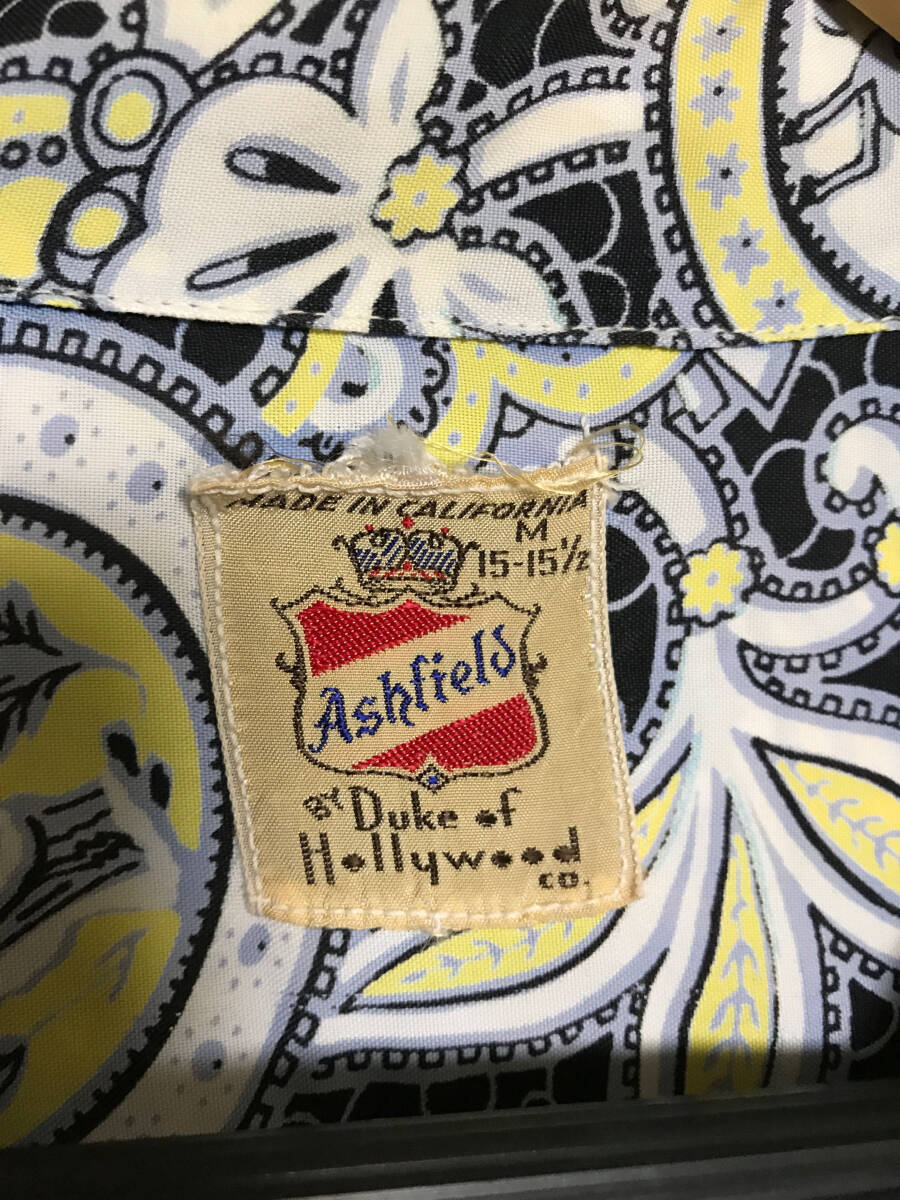 MADE IN CALIFORNIA
M
15-15½
Ashfield
BY Duke of
Hollywood
CO.